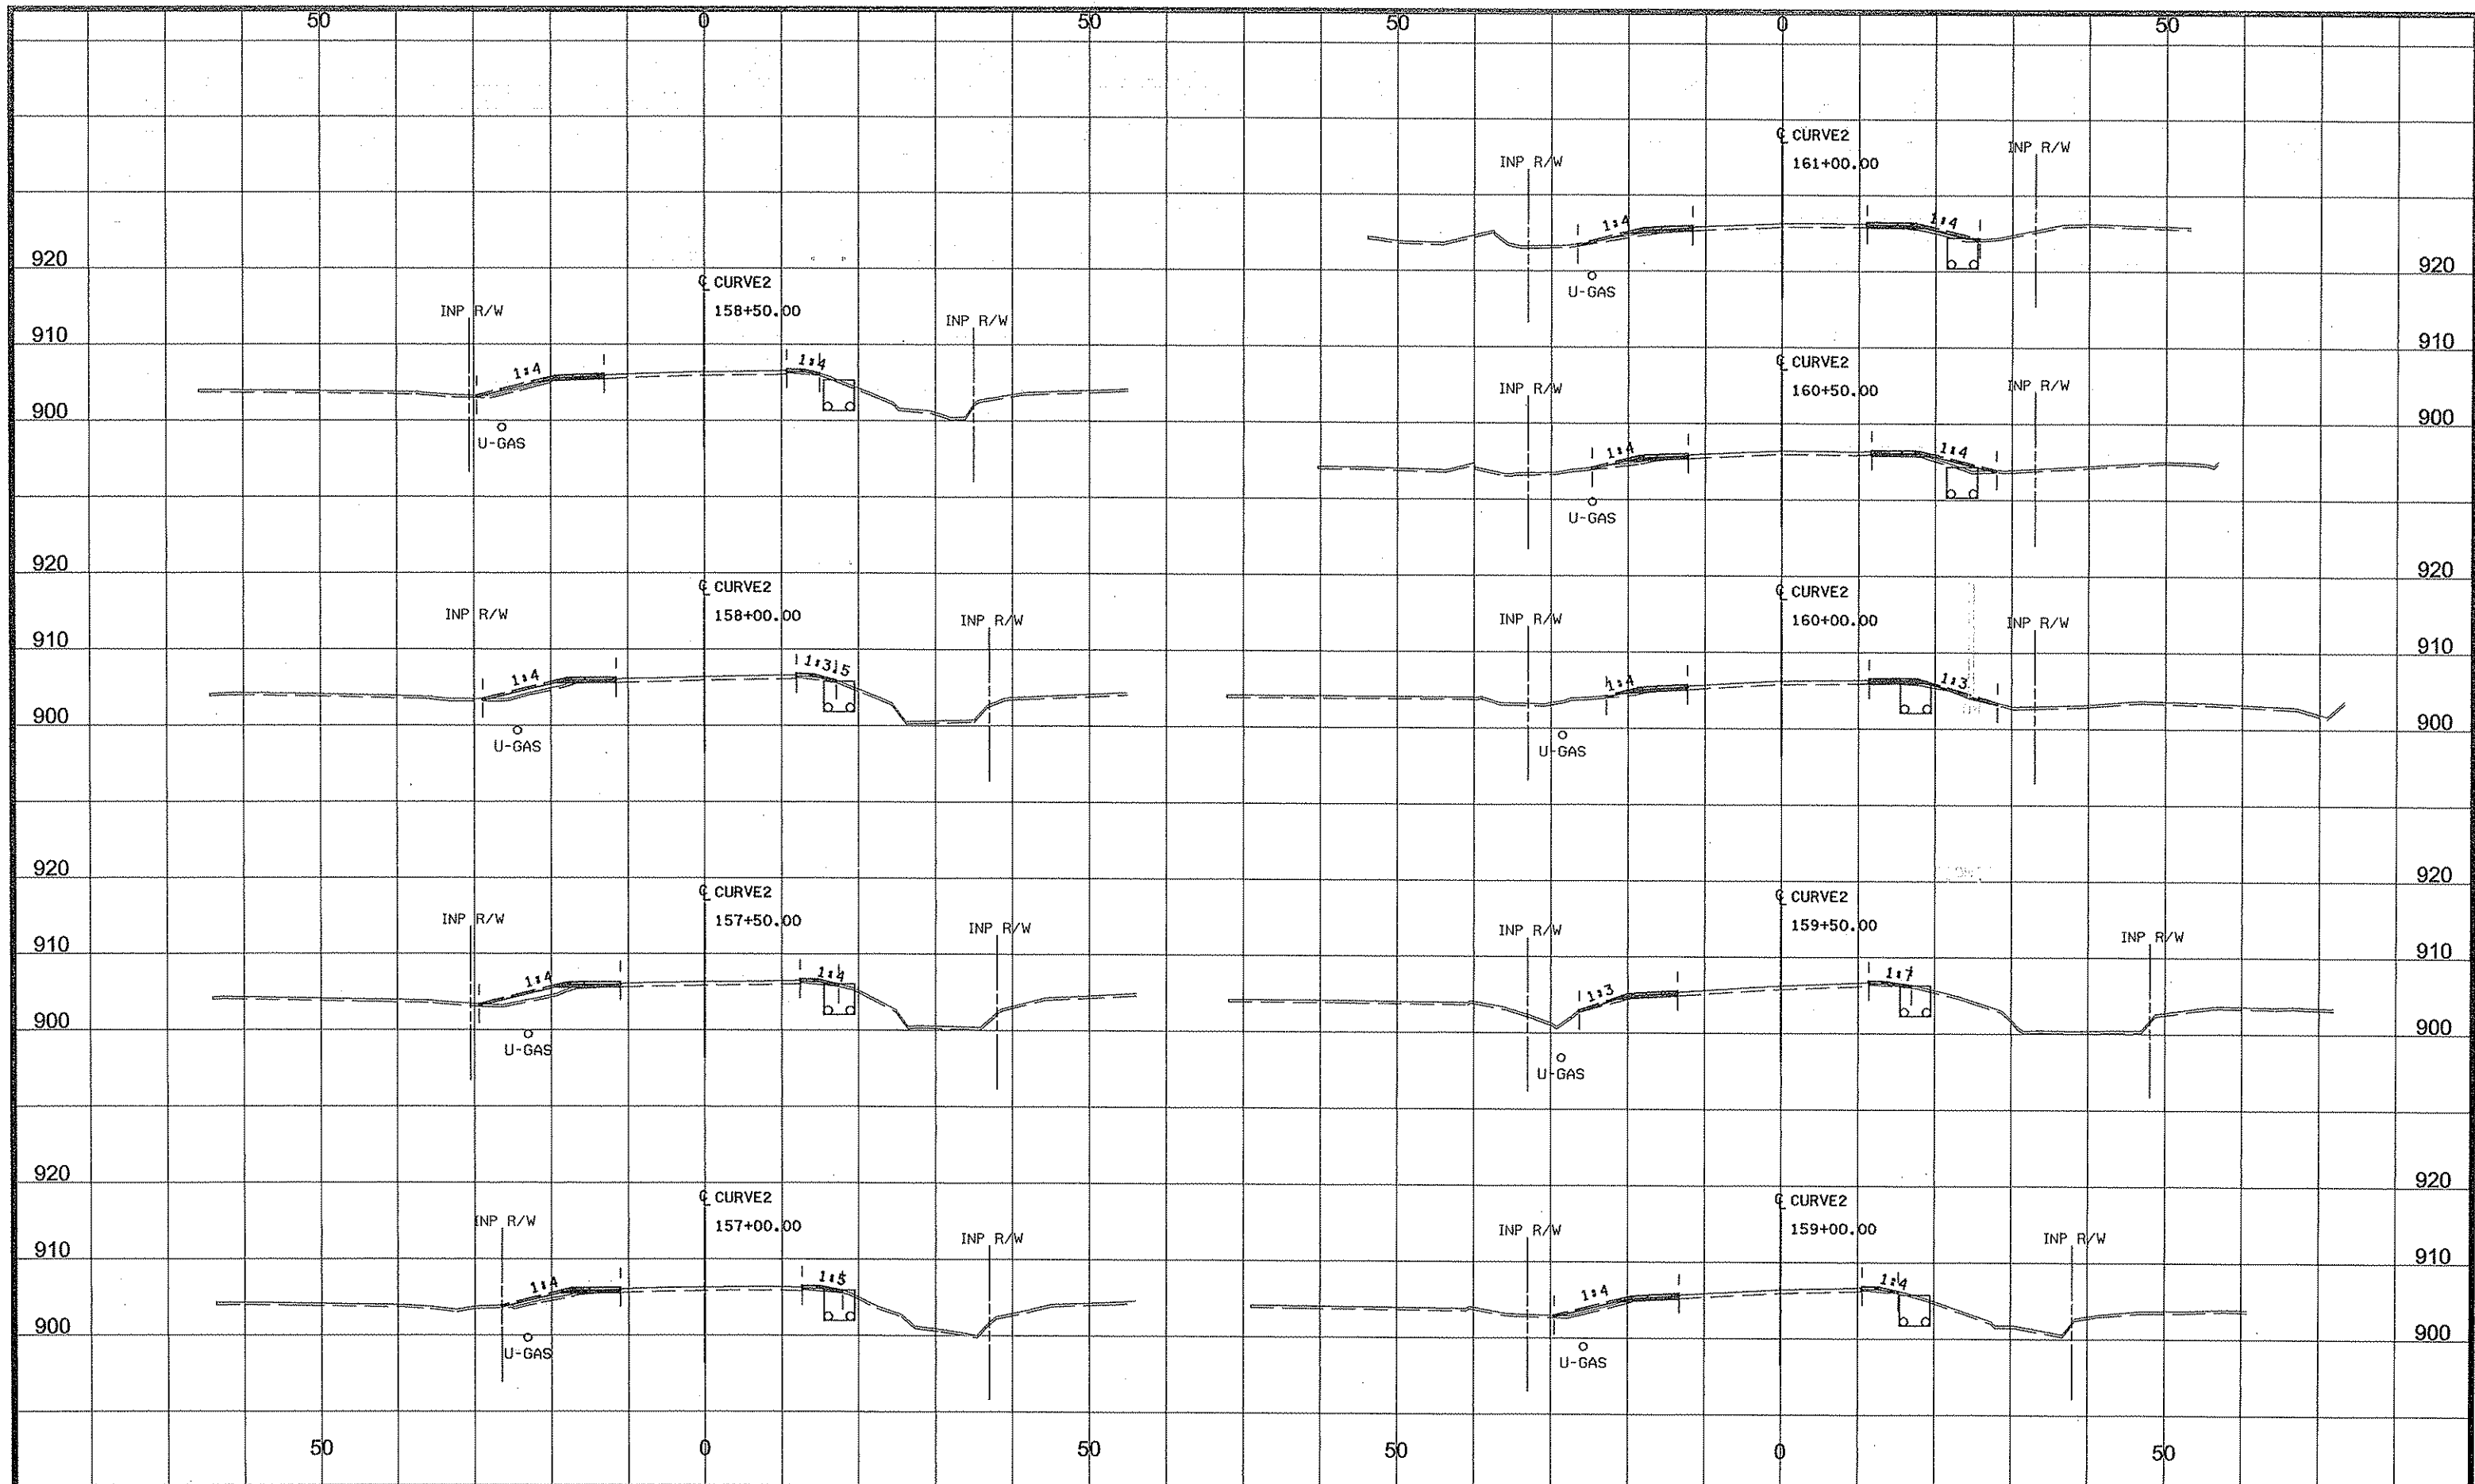 50 0 50 50 0 50
℄ CURVE2
161+00.00
INP R/W
INP R/W
1:4
1:4
U-GAS
920 920
℄ CURVE2
158+50.00
INP R/W
INP R/W
910 910
1:4
1:4
900 900
U-GAS
℄ CURVE2
160+50.00
INP R/W
INP R/W
1:4
1:4
U-GAS
920 920
℄ CURVE2
158+00.00
INP R/W
INP R/W
910 910
1:4
1:3.5
900 900
U-GAS
℄ CURVE2
160+00.00
INP R/W
INP R/W
1:4
1:3
U-GAS
920 920
℄ CURVE2
157+50.00
INP R/W
INP R/W
910 910
1:4
1:4
900 900
U-GAS
℄ CURVE2
159+50.00
INP R/W
INP R/W
1:3
1:7
U-GAS
920 920
℄ CURVE2
157+00.00
INP R/W
INP R/W
910 910
1:4
1:5
900 900
U-GAS
℄ CURVE2
159+00.00
INP R/W
INP R/W
1:4
1:4
U-GAS
50 0 50 50 0 50